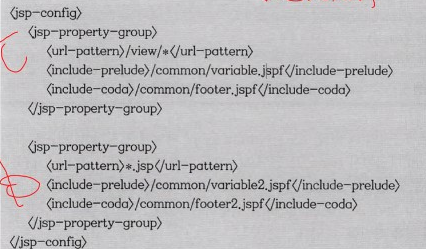 <jsp-config>
<jsp-property-group>
<url-pattern>/view/*</url-pattern>
<include-prelude>/common/variable.jspf</include-prelude>
<include-coda>/common/footer.jspf</include-coda>
</jsp-property-group>
<jsp-property-group>
<url-pattern>*.jsp</url-pattern>
<include-prelude>/common/variable2.jspf</include-prelude>
<include-coda>/common/footer2.jspf</include-coda>
</jsp-property-group>
</jsp-config>